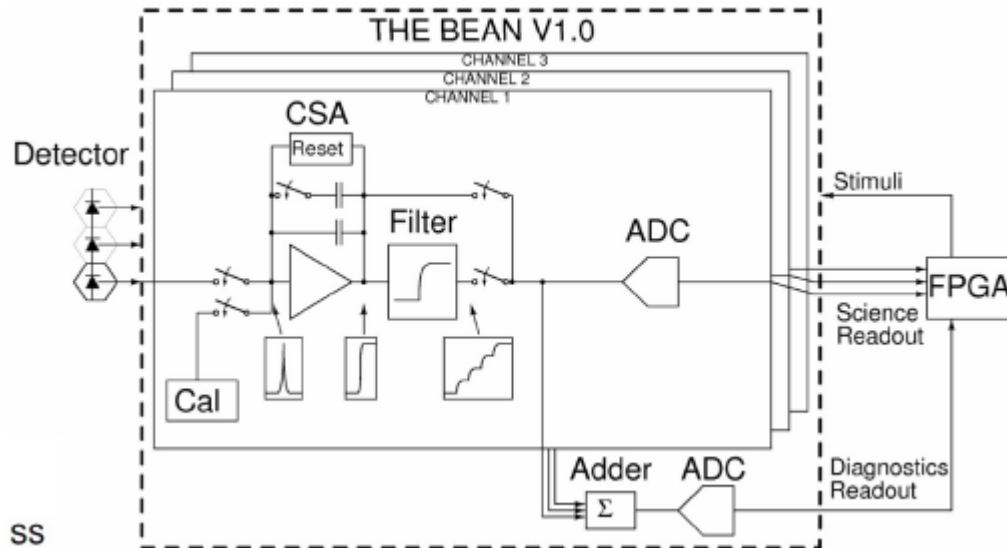 THE BEAN V1.0
CHANNEL 3
CHANNEL 2
CHANNEL 1
CSA
Reset
Detector
Stimuli
Filter
ADC
FPGA
Science
Readout
Cal
Adder
ADC
Diagnostics
Readout
Σ
ss